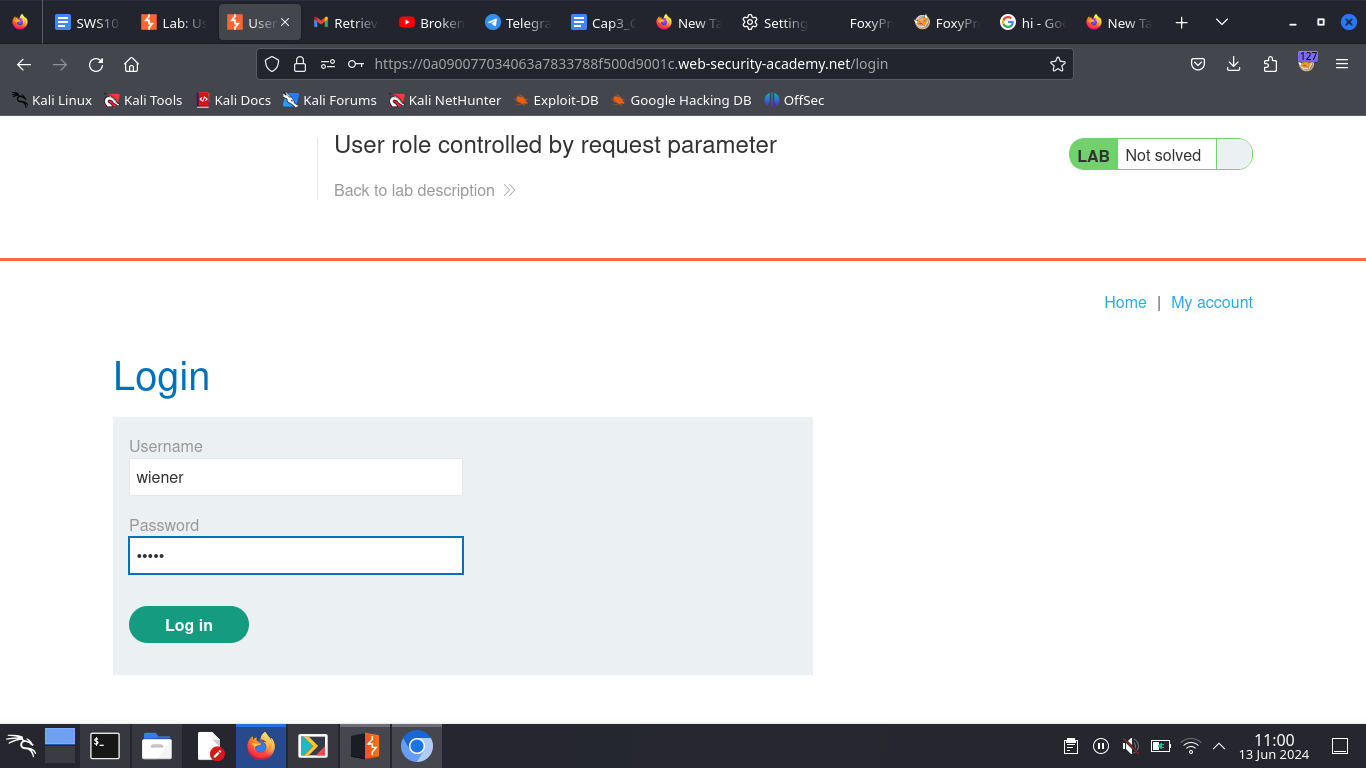 SWS10
Lab: Us
User
Retriev
Broken
Telegra
Cap3_
New Ta
Setting
FoxyPr
FoxyPr
hi - Go
New Ta
https://0a090077034063a7833788f500d9001c.web-security-academy.net/login
127
Kali Linux
Kali Tools
Kali Docs
Kali Forums
Kali NetHunter
Exploit-DB
Google Hacking DB
OffSec
User role controlled by request parameter
LAB Not solved
Back to lab description
Home | My account
Login
Username
wiener
Password
•••••
Log in
$_
11:00
13 Jun 2024